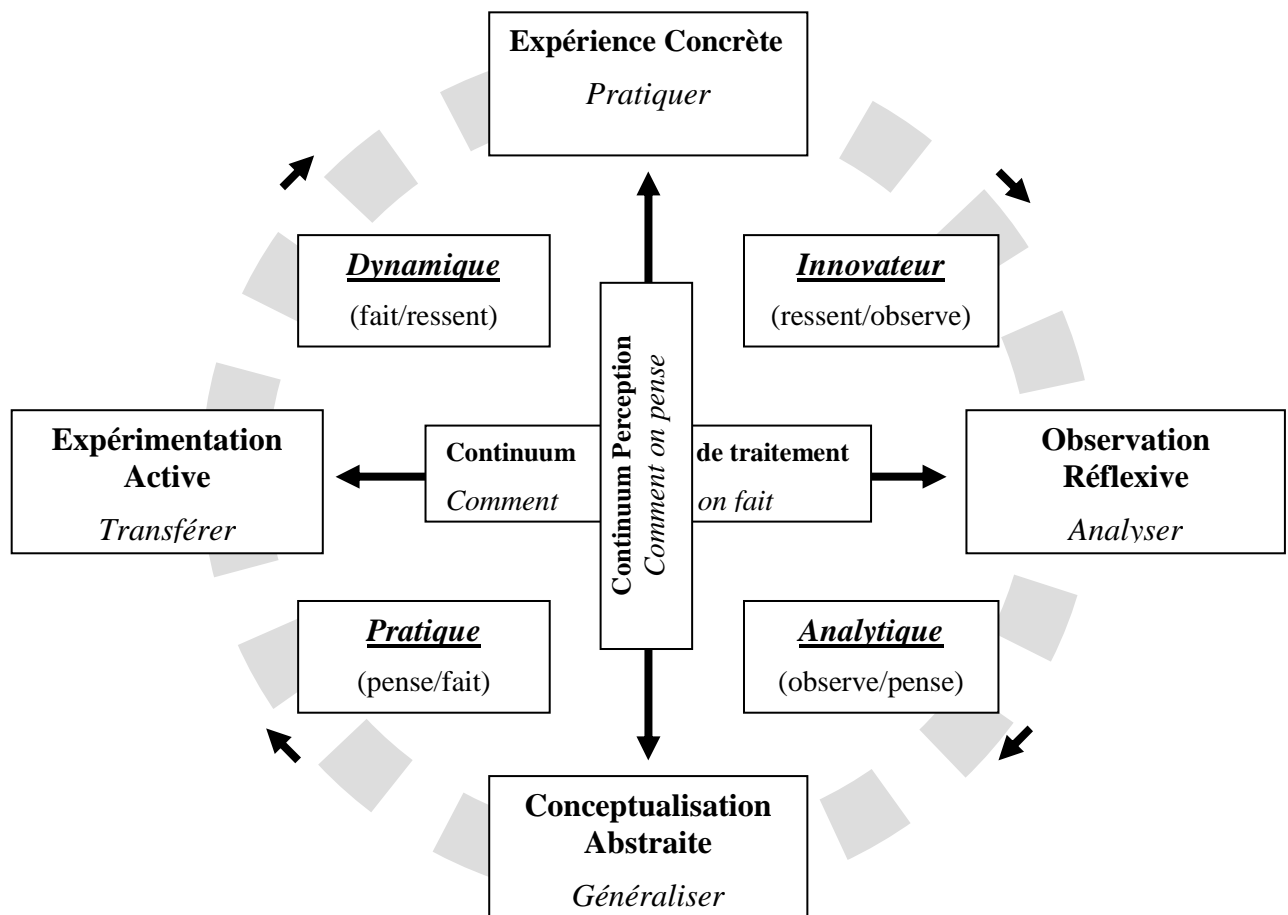 Expérience Concrète
Pratiquer
Dynamique
(fait/ressent)
Innovateur
(ressent/observe)
Continuum Perception
Comment on pense
Expérimentation
Active
Transférer
Continuum de traitement
Comment on fait
Observation
Réflexive
Analyser
Pratique
(pense/fait)
Analytique
(observe/pense)
Conceptualisation
Abstraite
Généraliser